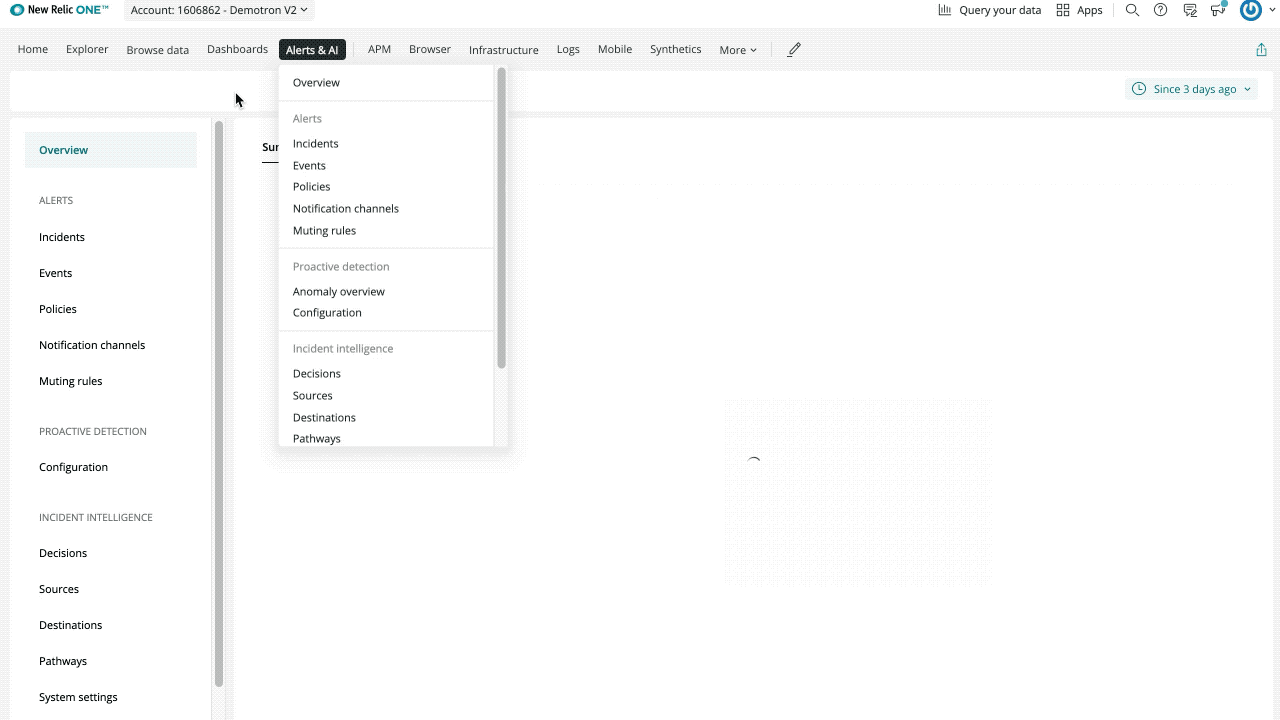 New Relic ONE™ Account: 1606862 - Demotron V2 Query your data Apps
Explorer Browse data Dashboards Alerts & AI APM Browser Infrastructure Logs Mobile Synthetics More
Since 3 days ago
Overview
Alerts
Incidents
Events
Policies
Notification channels
Muting rules
Proactive detection
Anomaly overview
Configuration
Incident intelligence
Decisions
Sources
Destinations
Pathways
Overview
ALERTS
Incidents
Events
Policies
Notification channels
Muting rules
PROACTIVE DETECTION
Configuration
INCIDENT INTELLIGENCE
Decisions
Sources
Destinations
Pathways
System settings